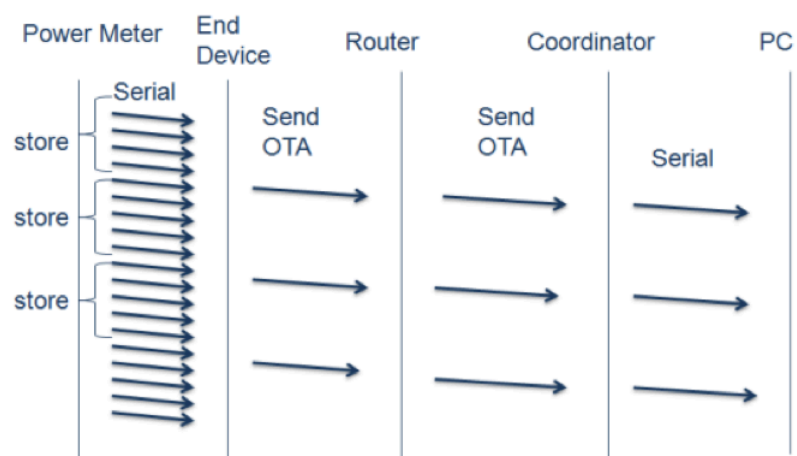 Power Meter
End
Device
Router
Coordinator
PC
Serial
store
store
store
Send
OTA
Send
OTA
Serial